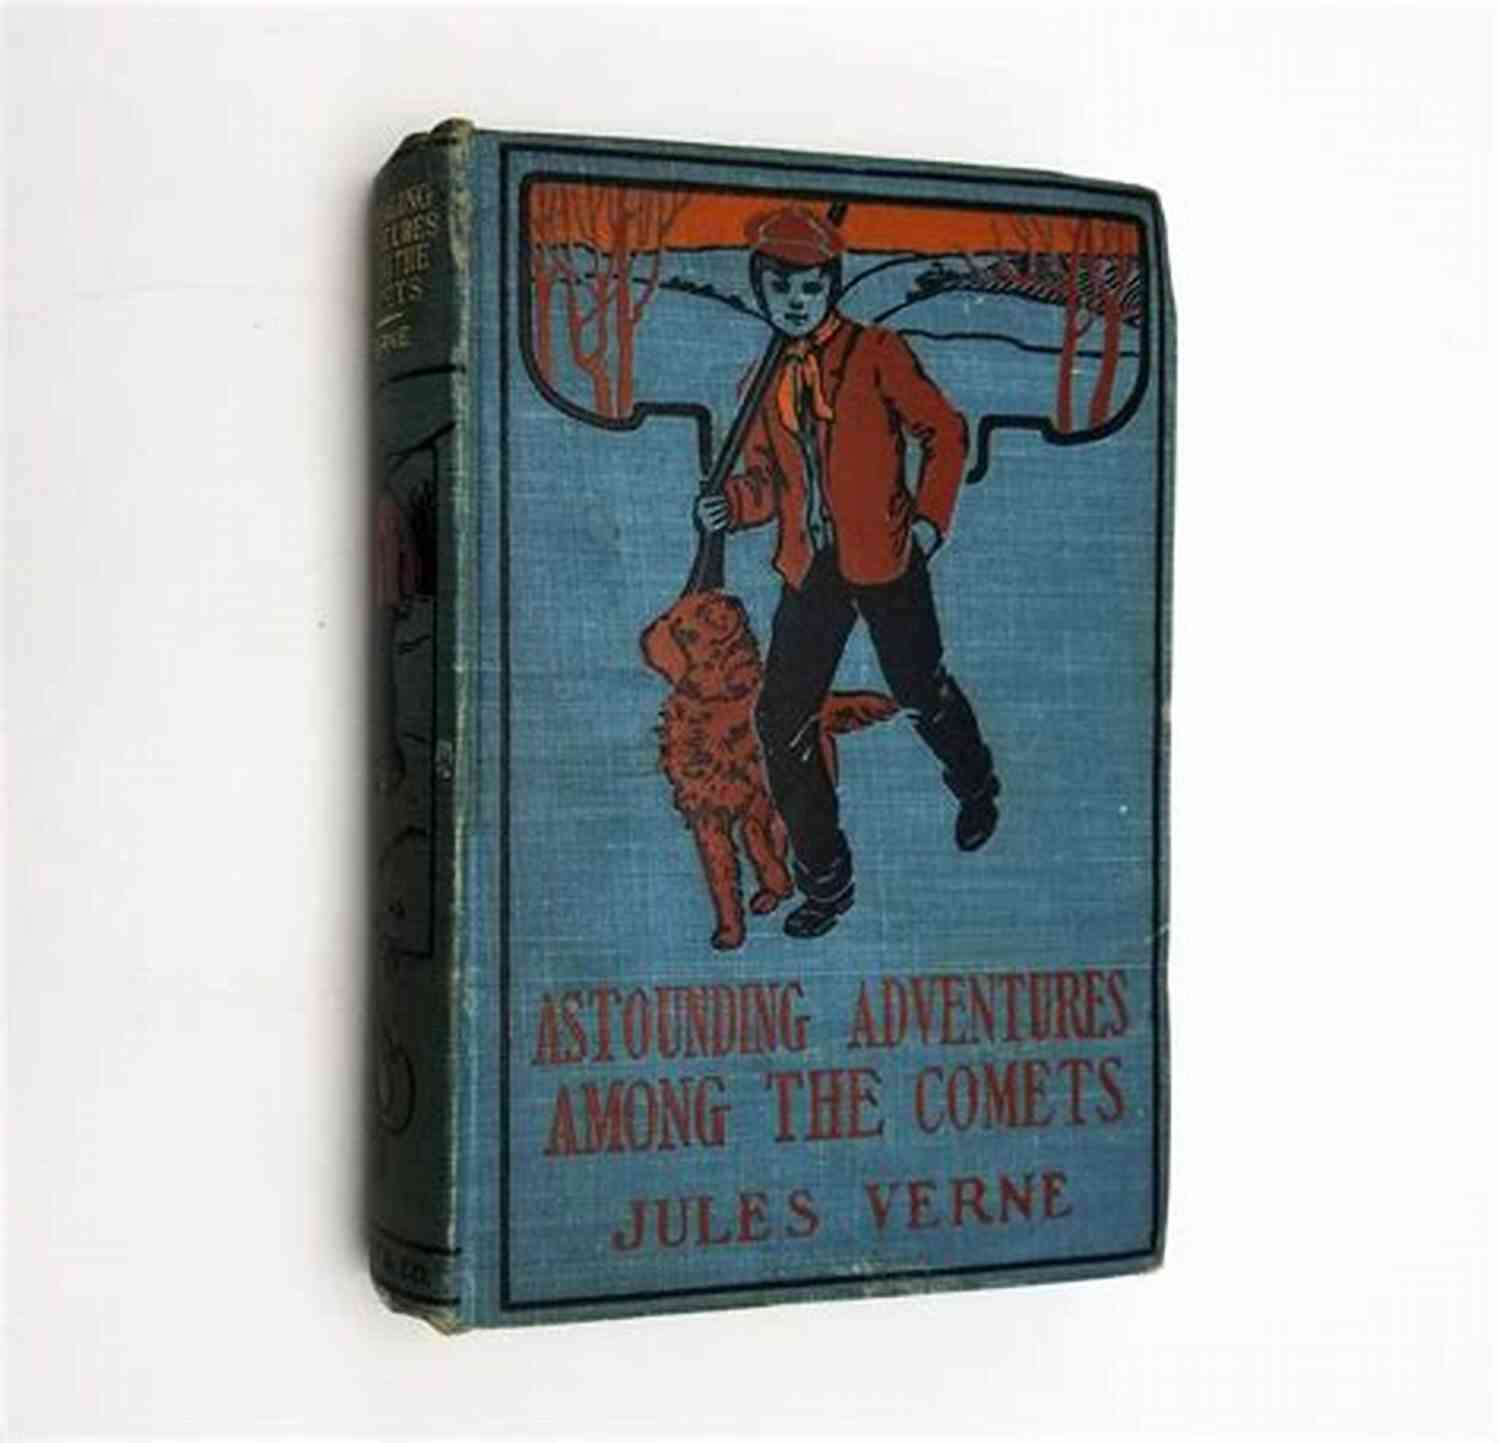 ASTOUNDING ADVENTURES
AMONG THE COMETS
JULES VERNE